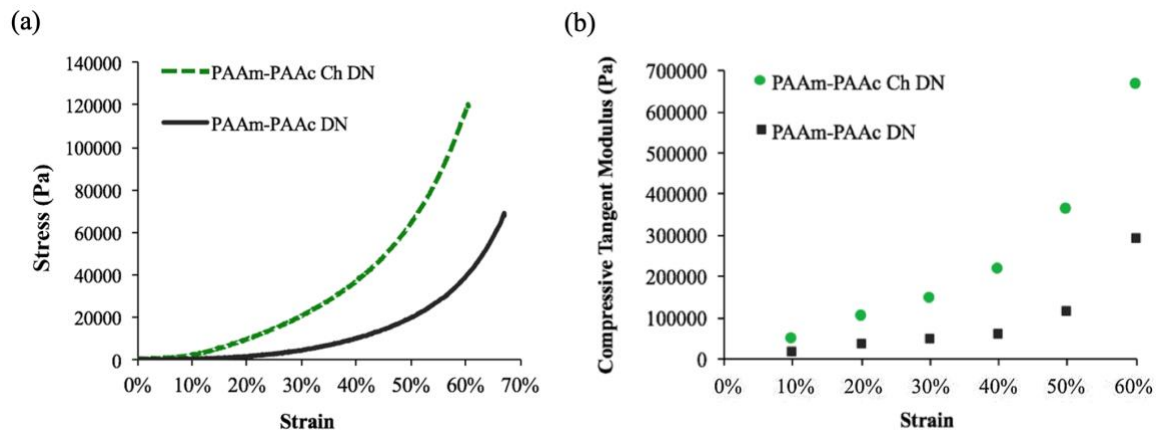 (a)
140000
120000
100000
80000
60000
40000
20000
0
Stress (Pa)
PAAm-PAAc Ch DN
PAAm-PAAc DN
0% 10% 20% 30% 40% 50% 60% 70%
Strain
(b)
700000
600000
500000
400000
300000
200000
100000
0
Compressive Tangent Modulus (Pa)
PAAm-PAAc Ch DN
PAAm-PAAc DN
0% 10% 20% 30% 40% 50% 60%
Strain